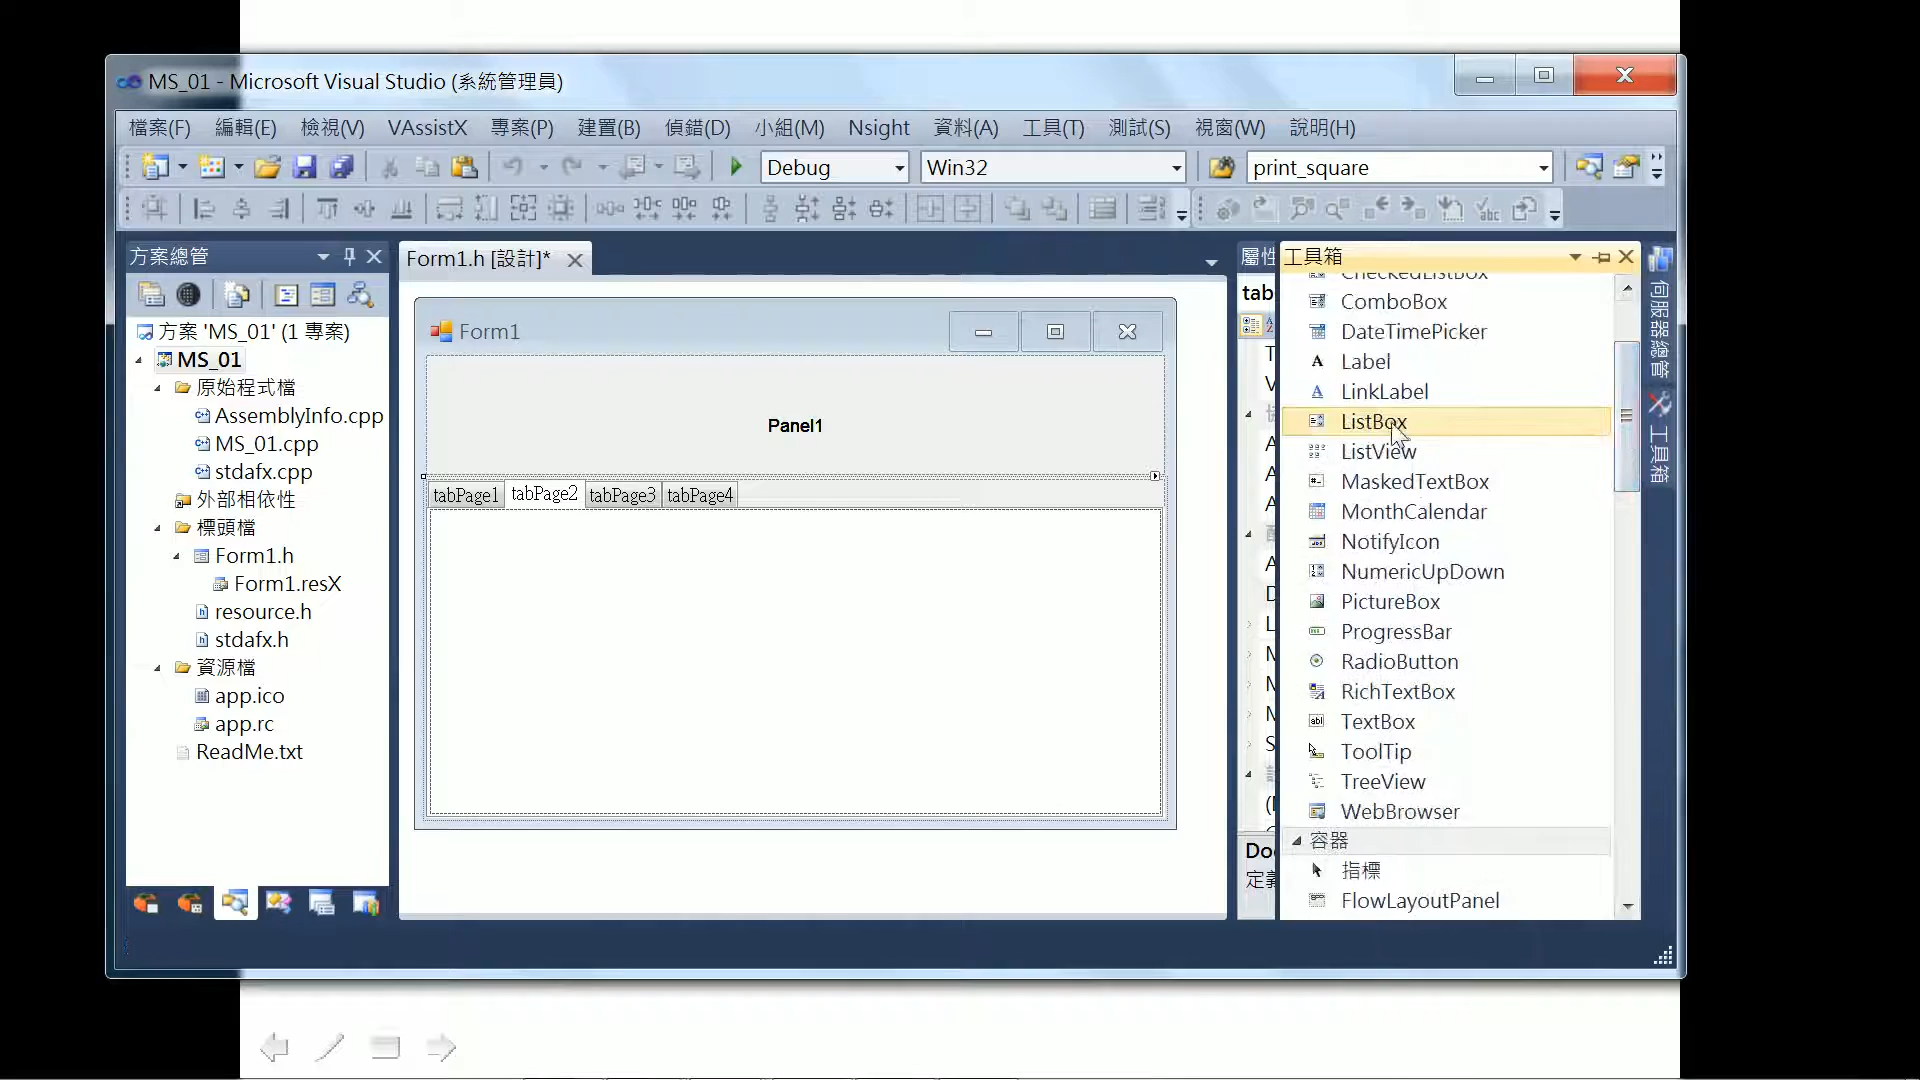 MS_01 - Microsoft Visual Studio (系統管理員)
檔案(F) 編輯(E) 檢視(V) VAssistX 專案(P) 建置(B) 偵錯(D) 小組(M) Nsight 資料(A) 工具(T) 測試(S) 視窗(W) 說明(H)
Debug Win32 print_square
方案總管
方案 'MS_01' (1 專案)
MS_01
原始程式檔
AssemblyInfo.cpp
MS_01.cpp
stdafx.cpp
外部相依性
標頭檔
Form1.h
Form1.resX
resource.h
stdafx.h
資源檔
app.ico
app.rc
ReadMe.txt
Form1.h [設計]*
Form1
Panel1
tabPage1 tabPage2 tabPage3 tabPage4
屬性
tab
Do
定義
工具箱
CheckedListBox
ComboBox
DateTimePicker
Label
LinkLabel
ListBox
ListView
MaskedTextBox
MonthCalendar
NotifyIcon
NumericUpDown
PictureBox
ProgressBar
RadioButton
RichTextBox
TextBox
ToolTip
TreeView
WebBrowser
容器
指標
FlowLayoutPanel
伺服器總管
工具箱